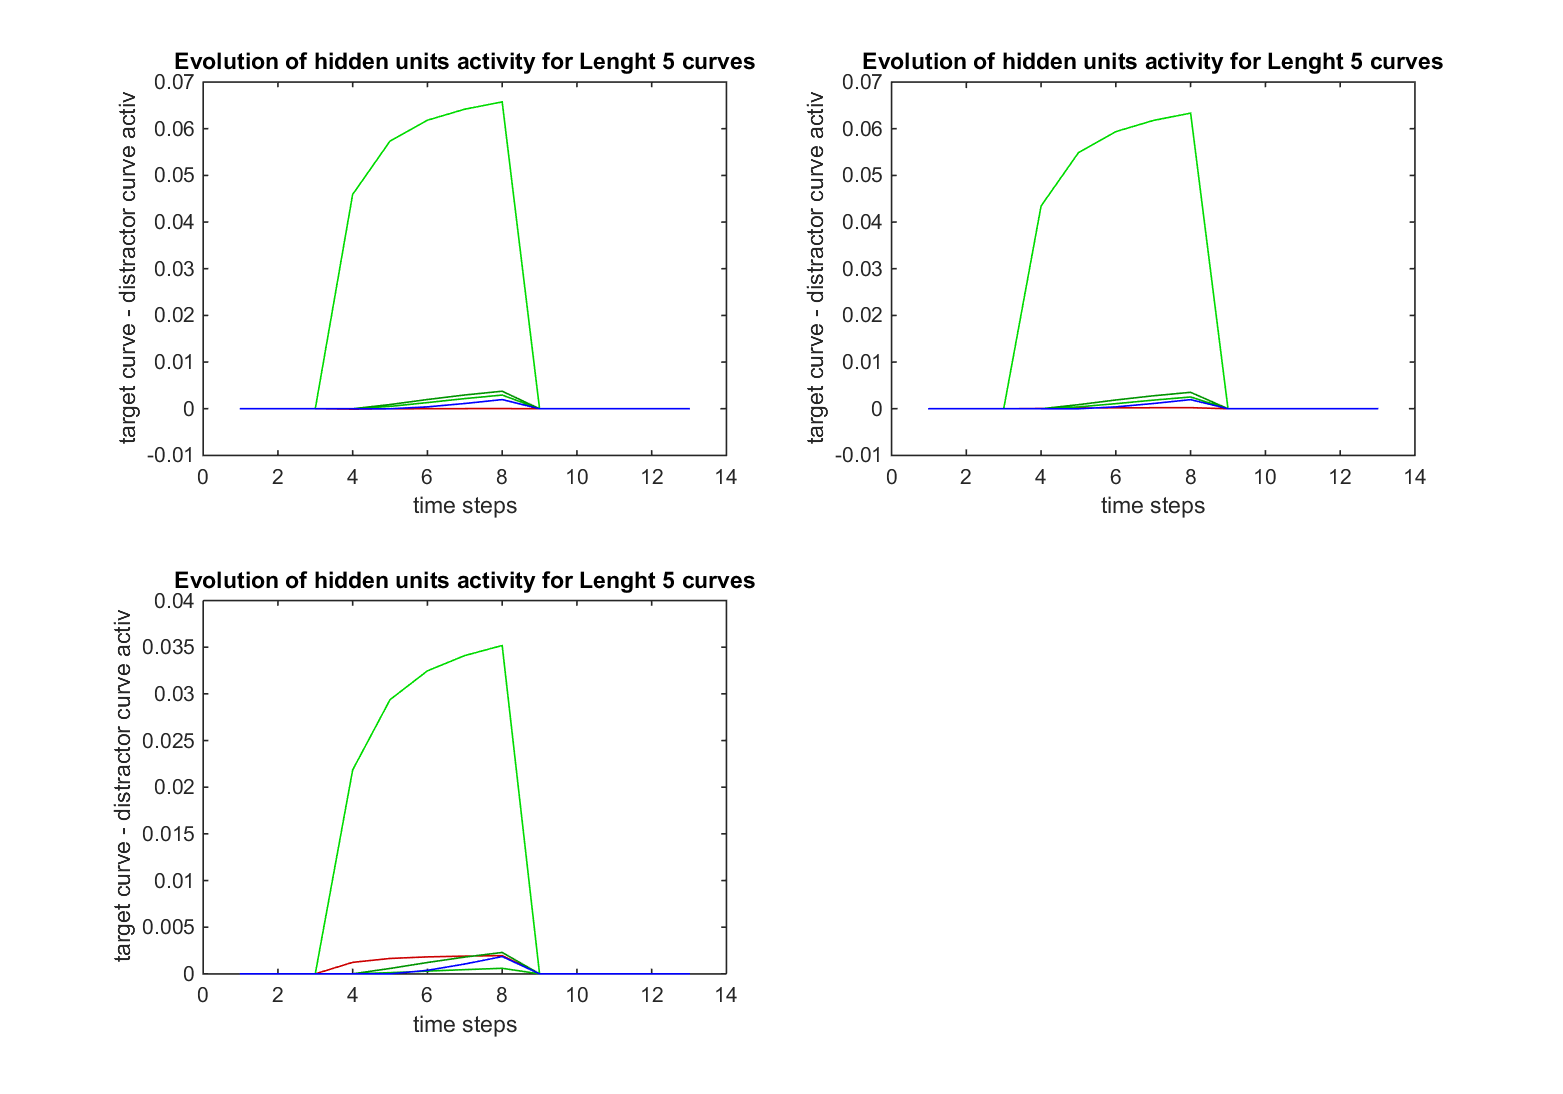 Evolution of hidden units activity for Lenght 5 curves
target curve - distractor curve activ
0.07
0.06
0.05
0.04
0.03
0.02
0.01
0
-0.01
0 2 4 6 8 10 12 14
time steps
Evolution of hidden units activity for Lenght 5 curves
target curve - distractor curve activ
0.07
0.06
0.05
0.04
0.03
0.02
0.01
0
-0.01
0 2 4 6 8 10 12 14
time steps
Evolution of hidden units activity for Lenght 5 curves
target curve - distractor curve activ
0.04
0.035
0.03
0.025
0.02
0.015
0.01
0.005
0
0 2 4 6 8 10 12 14
time steps